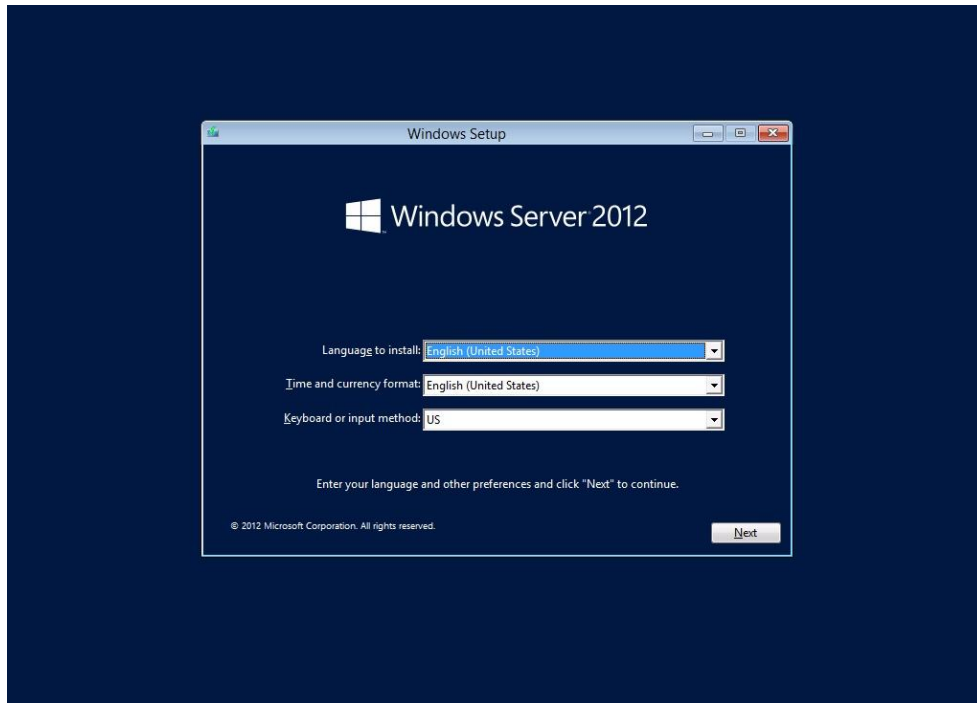 Windows Setup
Windows Server 2012
Language to install: English (United States)
Time and currency format: English (United States)
Keyboard or input method: US
Enter your language and other preferences and click "Next" to continue.
© 2012 Microsoft Corporation. All rights reserved.
Next